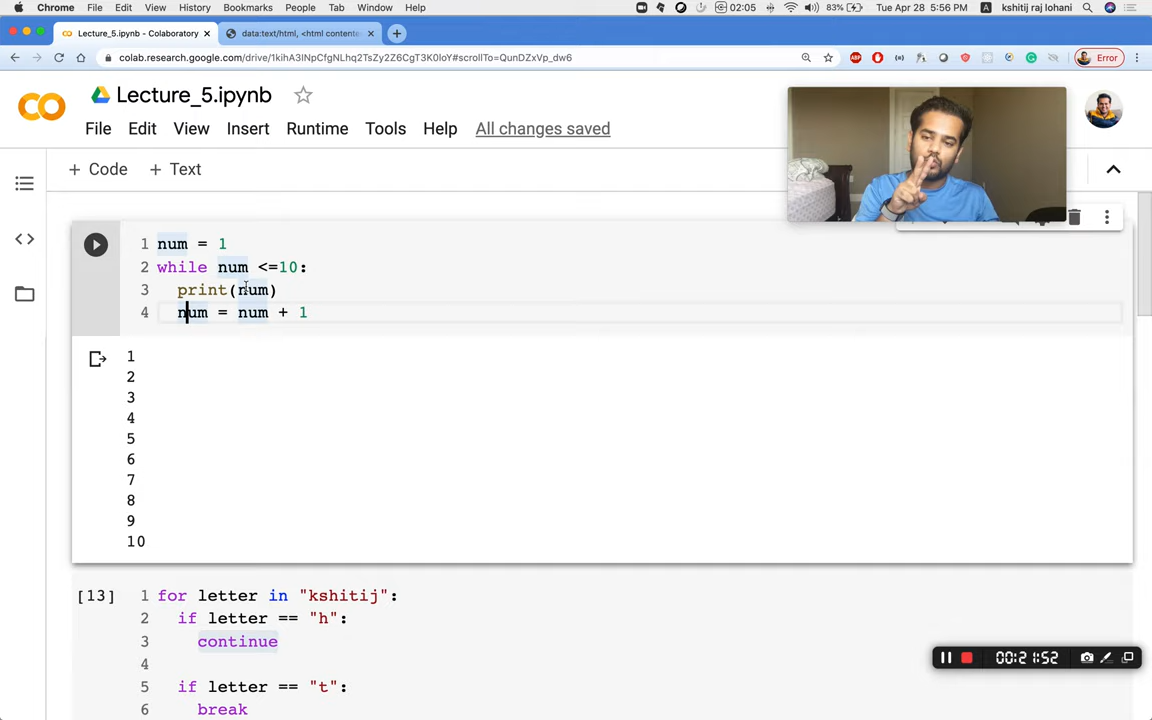 Chrome File Edit View History Bookmarks People Tab Window Help 02:05 83% Tue Apr 28 5:56 PM kshitij raj lohani
Lecture_5.ipynb - Colaboratory data:text/html, <html contente
colab.research.google.com/drive/1kihA3lNpCfgNLhq2TsZy2Z6CgT3K0loY#scrollTo=QunDZxVp_dw6 ABP Error
CO Lecture_5.ipynb
File Edit View Insert Runtime Tools Help All changes saved
+ Code + Text
1 num = 1
2 while num <=10:
3 print(num)
4 num = num + 1
1
2
3
4
5
6
7
8
9
10
[13] 1 for letter in "kshitij":
2 if letter == "h":
3 continue
4
5 if letter == "t":
6 break
00:21:52